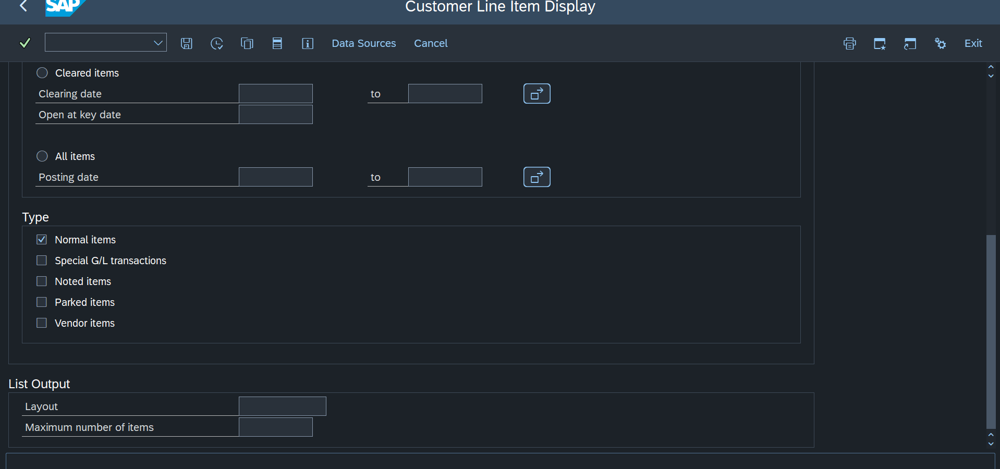 SAP
Customer Line Item Display
Data Sources Cancel Exit
Cleared items
Clearing date to
Open at key date
All items
Posting date to
Type
Normal items
Special G/L transactions
Noted items
Parked items
Vendor items
List Output
Layout
Maximum number of items